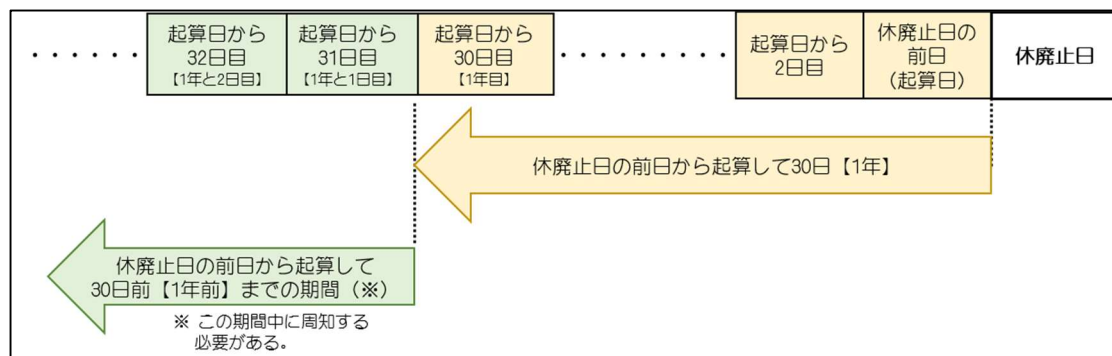 起算日から
32日目
【1年と2日目】
起算日から
31日目
【1年と1日目】
起算日から
30日目
【1年目】
起算日から
2日目
休廃止日の
前日
（起算日）
休廃止日
休廃止日の前日から起算して30日【1年】
休廃止日の前日から起算して
30日前【1年前】までの期間（※）
※ この期間中に周知する
必要がある。